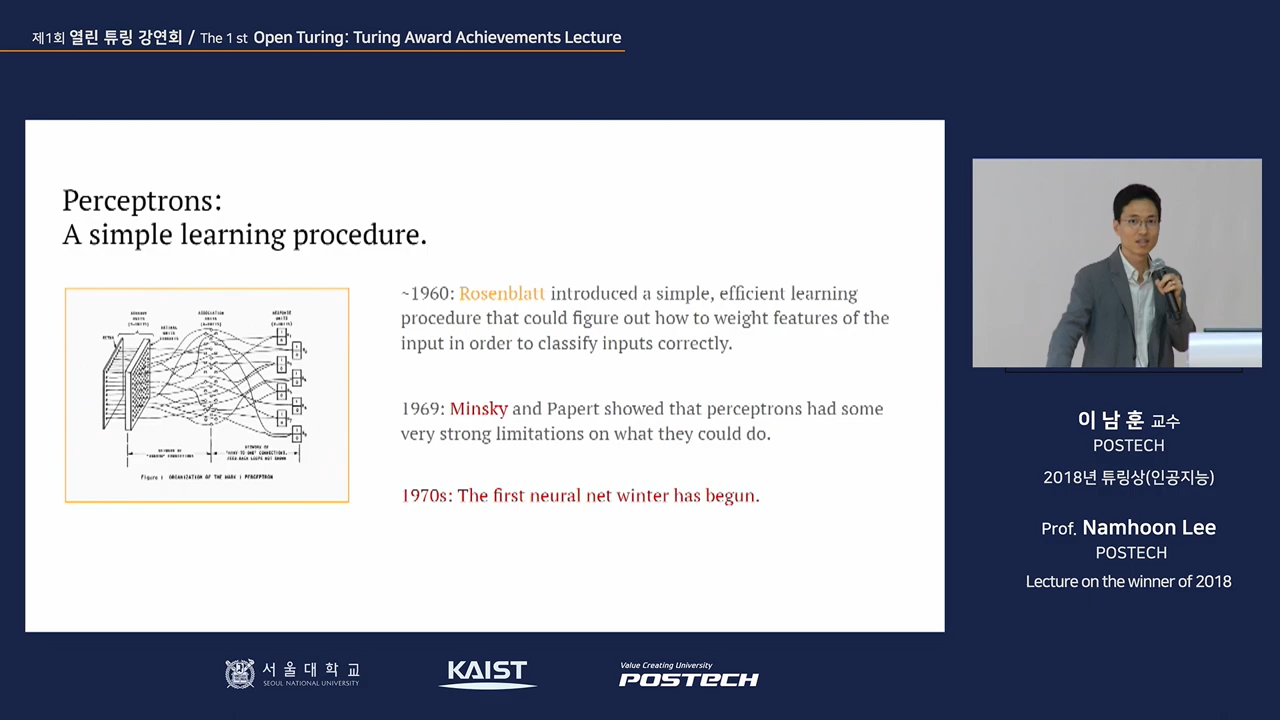 제1회 열린 튜링 강연회 / The 1 st Open Turing: Turing Award Achievements Lecture
Perceptrons:
A simple learning procedure.
~1960: Rosenblatt introduced a simple, efficient learning
procedure that could figure out how to weight features of the
input in order to classify inputs correctly.
1969: Minsky and Papert showed that perceptrons had some
very strong limitations on what they could do.
1970s: The first neural net winter has begun.
ASSOCIATION
UNITS
RESPONSE
UNITS
Figure 1 ORGANIZATION OF THE MARK I PERCEPTRON
이 남 훈 교수
POSTECH
2018년 튜링상(인공지능)
Prof. Namhoon Lee
POSTECH
Lecture on the winner of 2018
서울대학교
SEOUL NATIONAL UNIVERSITY
KAIST
Value Creating University
POSTECH